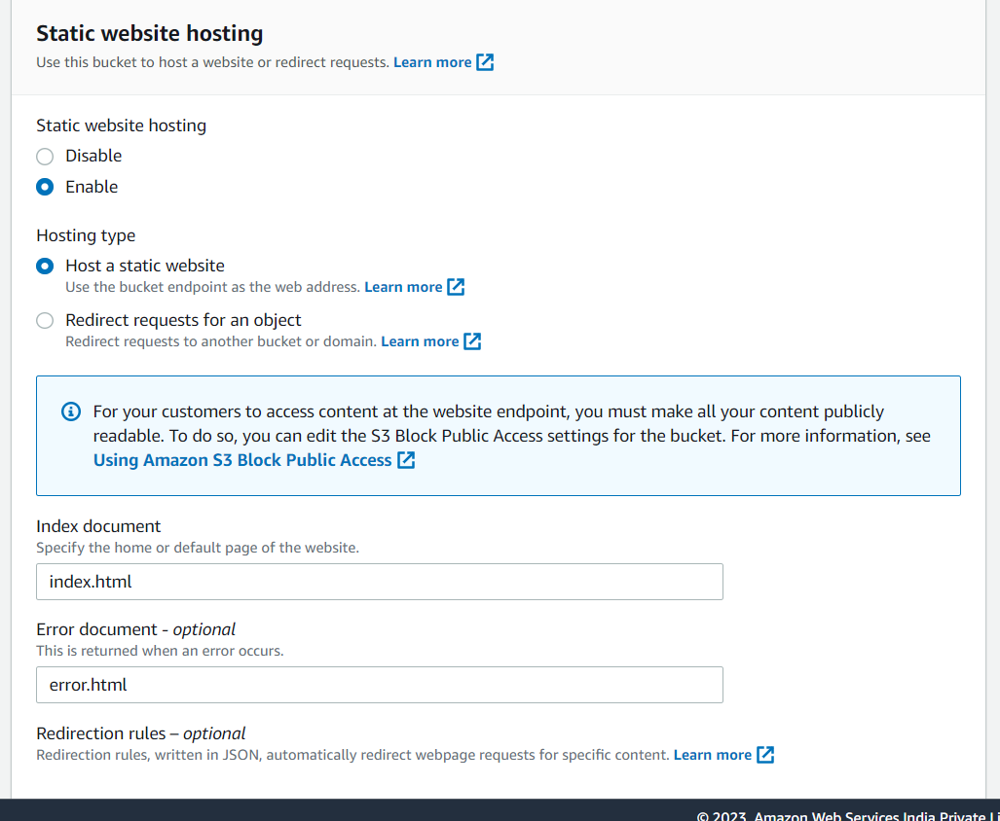 Static website hosting
Use this bucket to host a website or redirect requests. Learn more
Static website hosting
Disable
Enable
Hosting type
Host a static website
Use the bucket endpoint as the web address. Learn more
Redirect requests for an object
Redirect requests to another bucket or domain. Learn more
For your customers to access content at the website endpoint, you must make all your content publicly
readable. To do so, you can edit the S3 Block Public Access settings for the bucket. For more information, see
Using Amazon S3 Block Public Access
Index document
Specify the home or default page of the website.
index.html
Error document - optional
This is returned when an error occurs.
error.html
Redirection rules – optional
Redirection rules, written in JSON, automatically redirect webpage requests for specific content. Learn more
© 2023, Amazon Web Services India Private